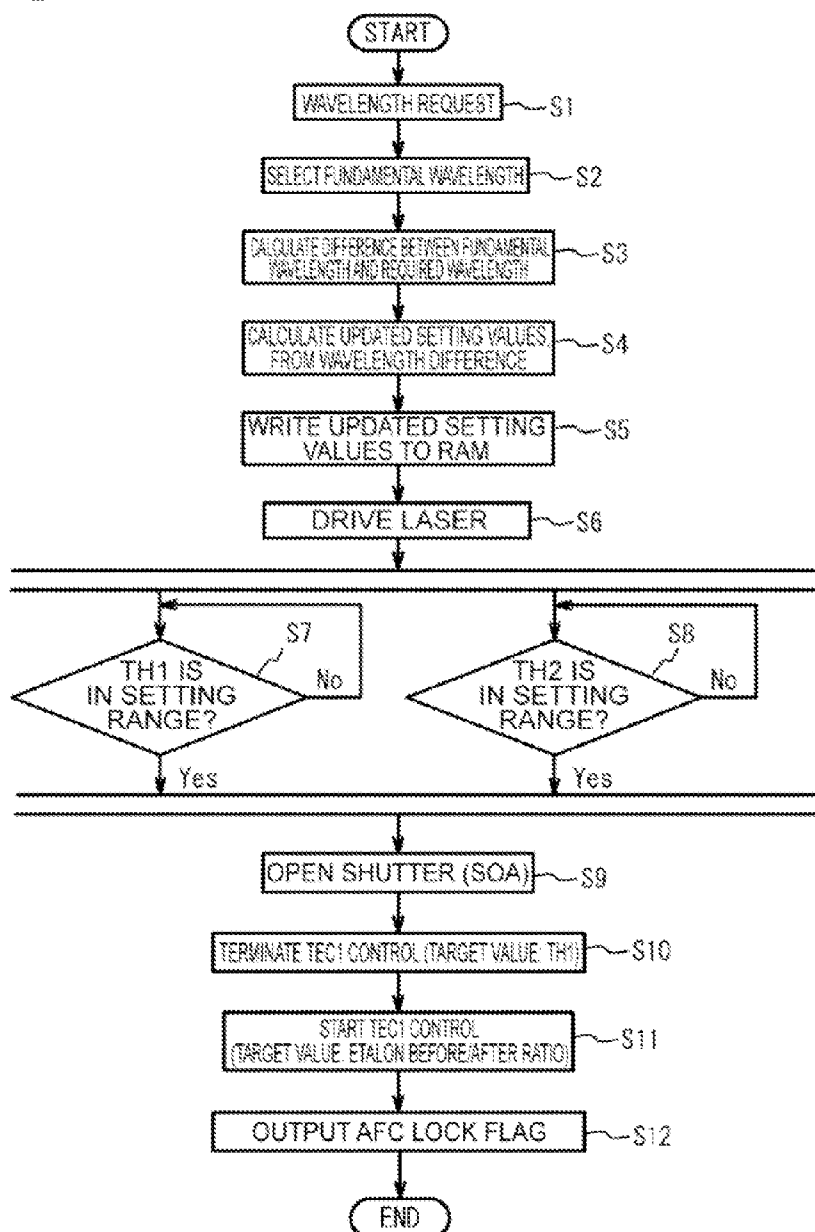 START
WAVELENGTH REQUEST
S1
SELECT FUNDAMENTAL WAVELENGTH
S2
CALCULATE DIFFERENCE BETWEEN FUNDAMENTAL
WAVELENGTH AND REQUIRED WAVELENGTH
S3
CALCULATE UPDATED SETTING VALUES
FROM WAVELENGTH DIFFERENCE
S4
WRITE UPDATED SETTING
VALUES TO RAM
S5
DRIVE LASER
S6
S7
TH1 IS
IN SETTING
RANGE?
No
Yes
S8
TH2 IS
IN SETTING
RANGE?
No
Yes
OPEN SHUTTER (SOA)
S9
TERMINATE TEC1 CONTROL (TARGET VALUE: TH1)
S10
START TEC1 CONTROL
(TARGET VALUE: ETALON BEFORE/AFTER RATIO)
S11
OUTPUT AFC LOCK FLAG
S12
END